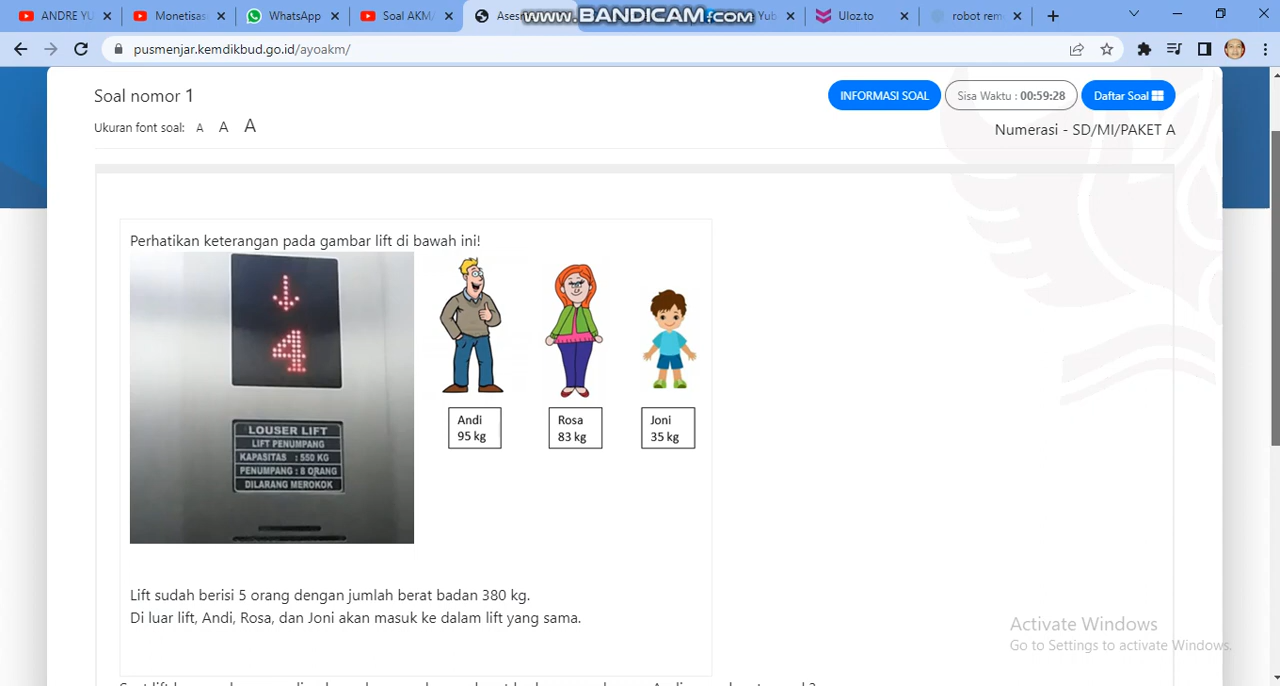 ANDRE YU
Monetisas
WhatsApp
Soal AKM/
Ases
www.BANDICAM.com
Yub
Uloz.to
robot rem
pusmenjar.kemdikbud.go.id/ayoakm/
Soal nomor 1
INFORMASI SOAL
Sisa Waktu : 00:59:28
Daftar Soal
Ukuran font soal: A A A
Numerasi - SD/MI/PAKET A
Perhatikan keterangan pada gambar lift di bawah ini!
4
LOUSER LIFT
LIFT PENUMPANG
KAPASITAS : 550 KG
PENUMPANG : 8 ORANG
DILARANG MEROKOK
Andi
95 kg
Rosa
83 kg
Joni
35 kg
Lift sudah berisi 5 orang dengan jumlah berat badan 380 kg.
Di luar lift, Andi, Rosa, dan Joni akan masuk ke dalam lift yang sama.
Activate Windows
Go to Settings to activate Windows.